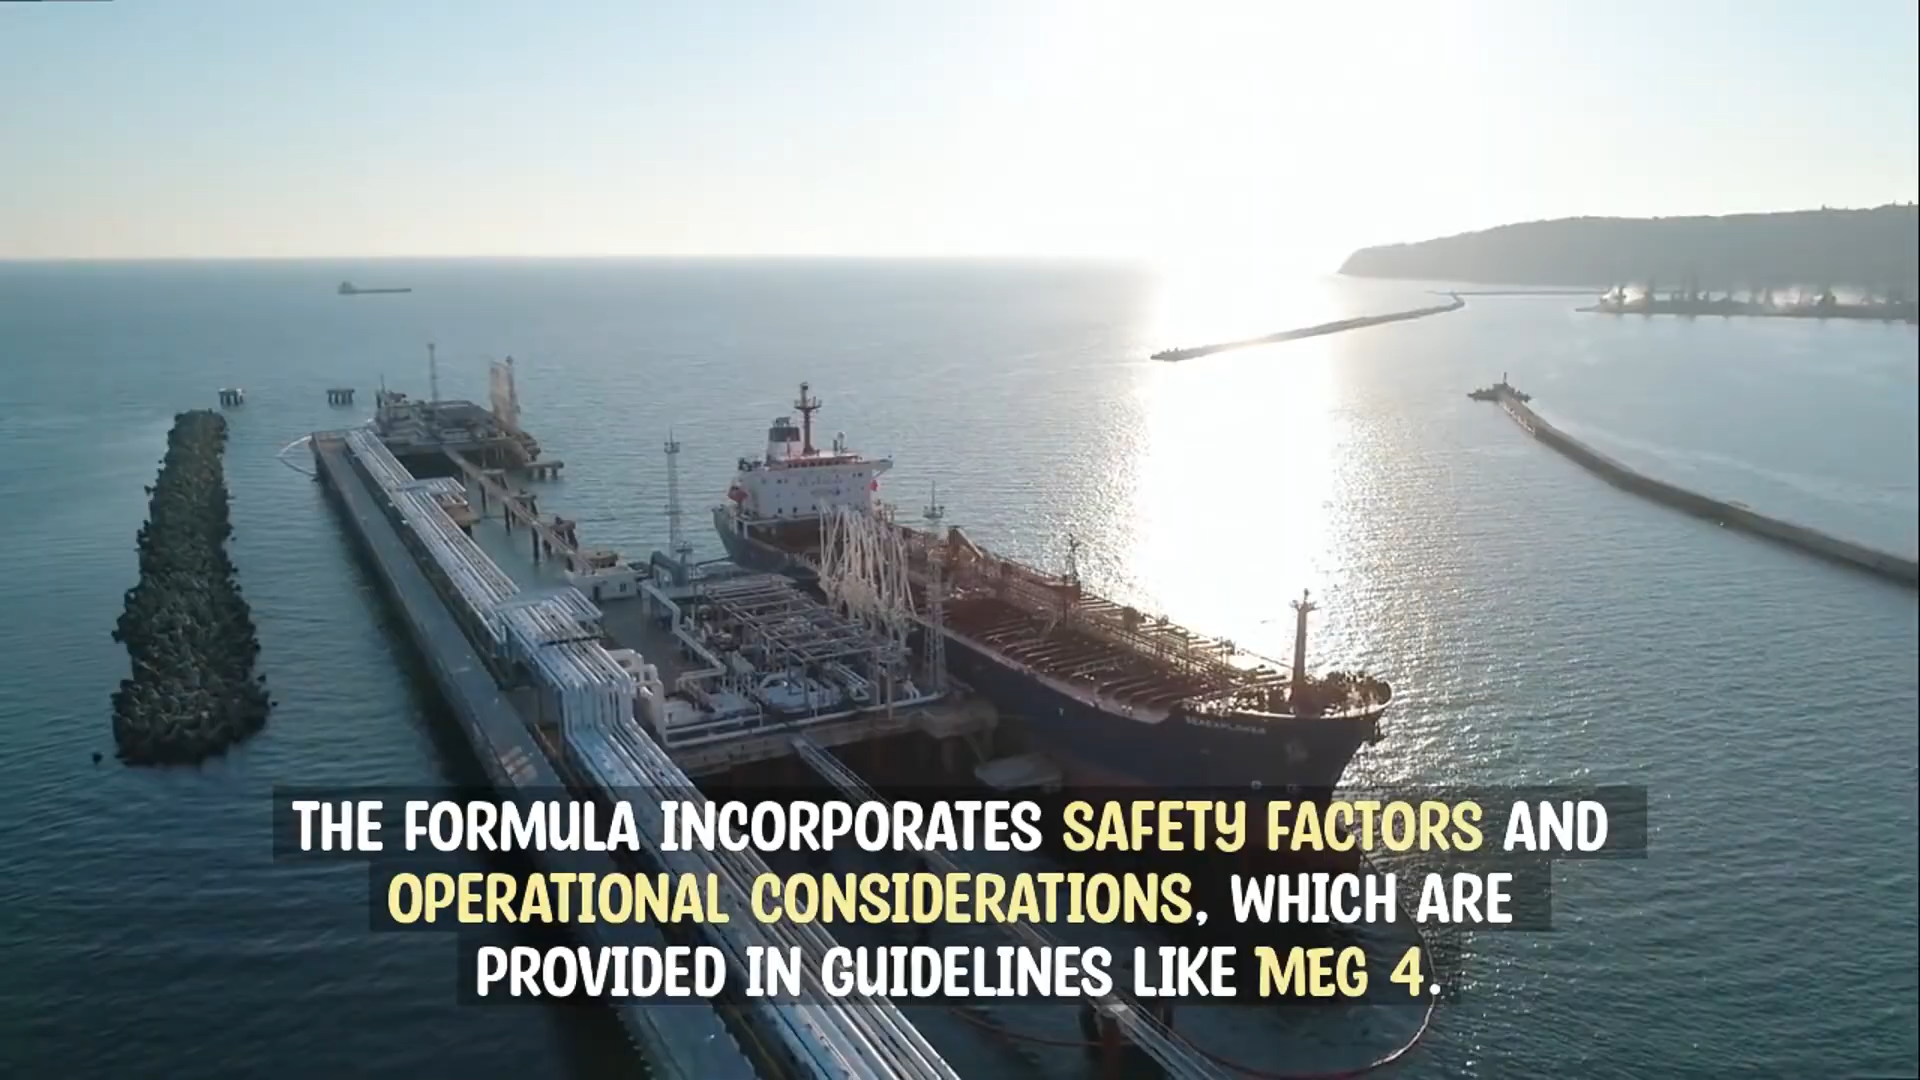 THE FORMULA INCORPORATES SAFETY FACTORS AND
OPERATIONAL CONSIDERATIONS, WHICH ARE
PROVIDED IN GUIDELINES LIKE MEG 4.